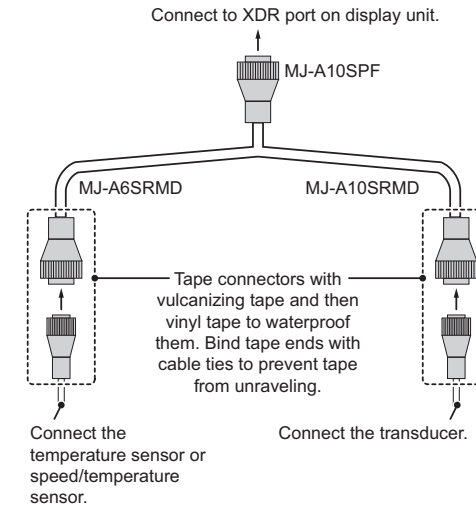 Connect to XDR port on display unit.
MJ-A10SPF
MJ-A6SRMD
MJ-A10SRMD
Tape connectors with
vulcanizing tape and then
vinyl tape to waterproof
them. Bind tape ends with
cable ties to prevent tape
from unraveling.
Connect the
temperature sensor or
speed/temperature
sensor.
Connect the transducer.